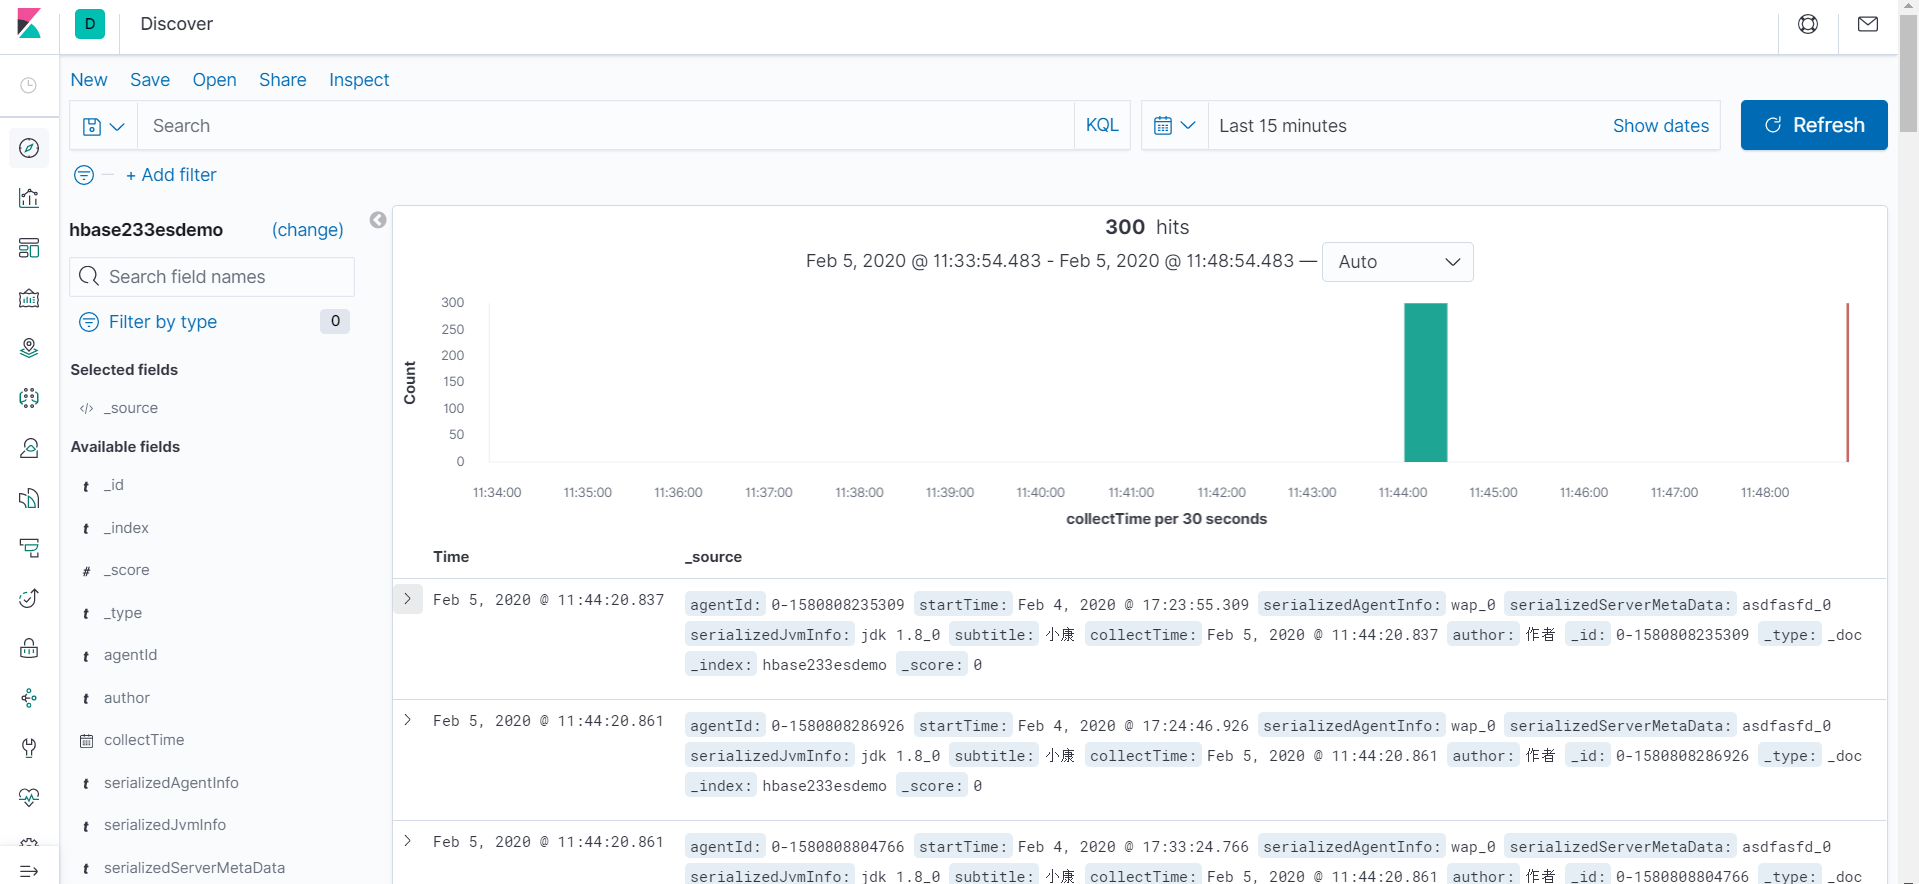 D Discover
New Save Open Share Inspect
Search KQL Last 15 minutes Show dates Refresh
+ Add filter
hbase233esdemo (change)
Search field names
Filter by type 0
Selected fields
_source
Available fields
t _id
t _index
# _score
t _type
t agentId
t author
collectTime
t serializedAgentInfo
t serializedJvmInfo
t serializedServerMetaData
300 hits
Feb 5, 2020 @ 11:33:54.483 - Feb 5, 2020 @ 11:48:54.483 — Auto
Count
300
250
200
150
100
50
0
11:34:00 11:35:00 11:36:00 11:37:00 11:38:00 11:39:00 11:40:00 11:41:00 11:42:00 11:43:00 11:44:00 11:45:00 11:46:00 11:47:00 11:48:00
collectTime per 30 seconds
Time _source
Feb 5, 2020 @ 11:44:20.837 agentId: 0-1580808235309 startTime: Feb 4, 2020 @ 17:23:55.309 serializedAgentInfo: wap_0 serializedServerMetaData: asdfasfd_0
serializedJvmInfo: jdk 1.8_0 subtitle: 小康 collectTime: Feb 5, 2020 @ 11:44:20.837 author: 作者 _id: 0-1580808235309 _type: _doc
_index: hbase233esdemo _score: 0
Feb 5, 2020 @ 11:44:20.861 agentId: 0-1580808286926 startTime: Feb 4, 2020 @ 17:24:46.926 serializedAgentInfo: wap_0 serializedServerMetaData: asdfasfd_0
serializedJvmInfo: jdk 1.8_0 subtitle: 小康 collectTime: Feb 5, 2020 @ 11:44:20.861 author: 作者 _id: 0-1580808286926 _type: _doc
_index: hbase233esdemo _score: 0
Feb 5, 2020 @ 11:44:20.861 agentId: 0-1580808804766 startTime: Feb 4, 2020 @ 17:33:24.766 serializedAgentInfo: wap_0 serializedServerMetaData: asdfasfd_0
serializedJvmInfo: jdk 1.8_0 subtitle: 小康 collectTime: Feb 5, 2020 @ 11:44:20.861 author: 作者 _id: 0-1580808804766 _type: _doc